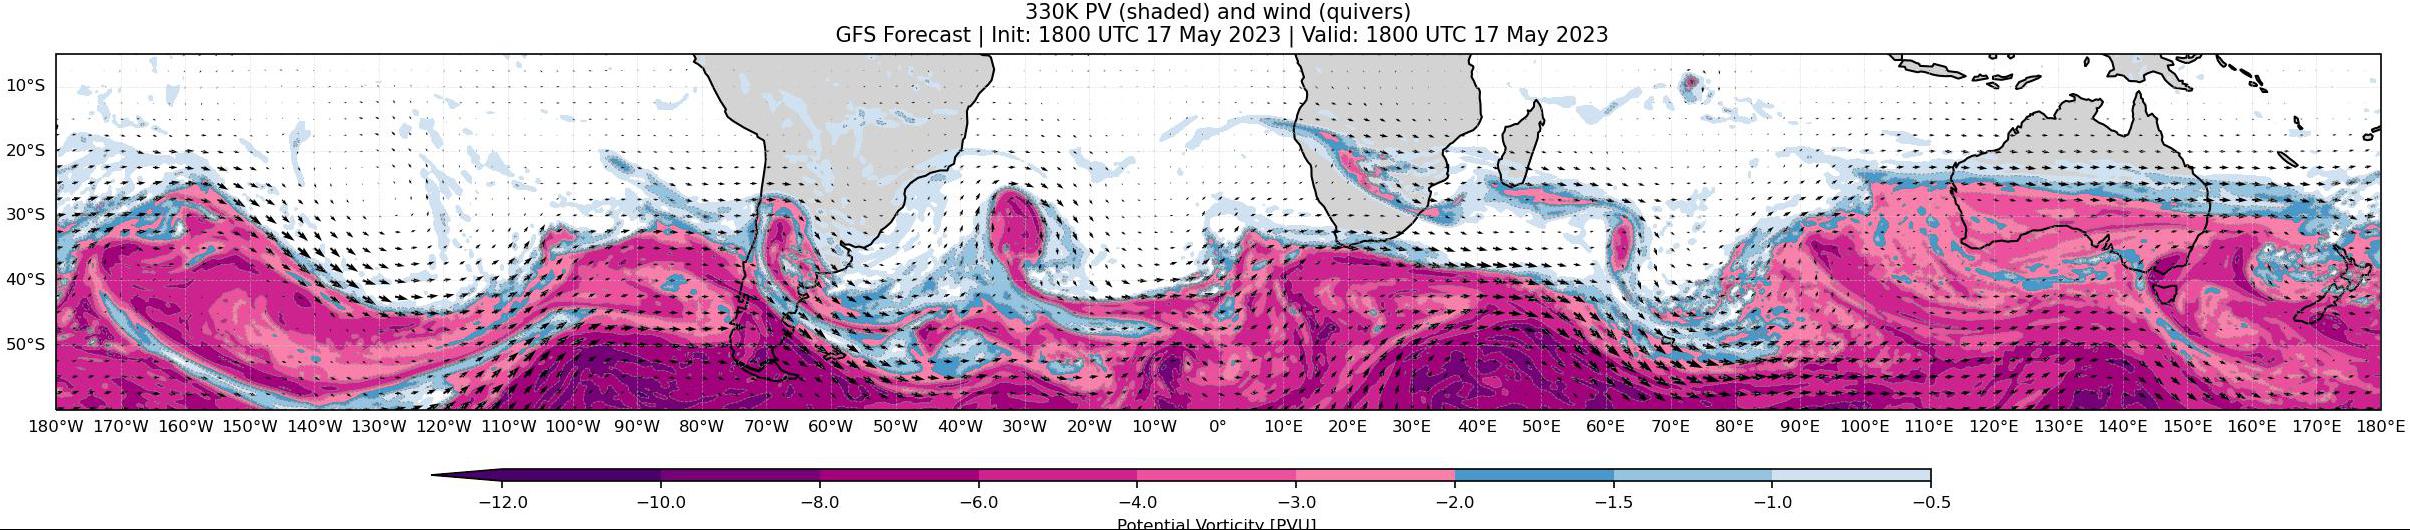 330K PV (shaded) and wind (quivers)
GFS Forecast | Init: 1800 UTC 17 May 2023 | Valid: 1800 UTC 17 May 2023
10°S
20°S
30°S
40°S
50°S
180°W 170°W 160°W 150°W 140°W 130°W 120°W 110°W 100°W 90°W 80°W 70°W 60°W 50°W 40°W 30°W 20°W 10°W 0° 10°E 20°E 30°E 40°E 50°E 60°E 70°E 80°E 90°E 100°E 110°E 120°E 130°E 140°E 150°E 160°E 170°E 180°E
−12.0 −10.0 −8.0 −6.0 −4.0 −3.0 −2.0 −1.5 −1.0 −0.5
Potential Vorticity [PVU]